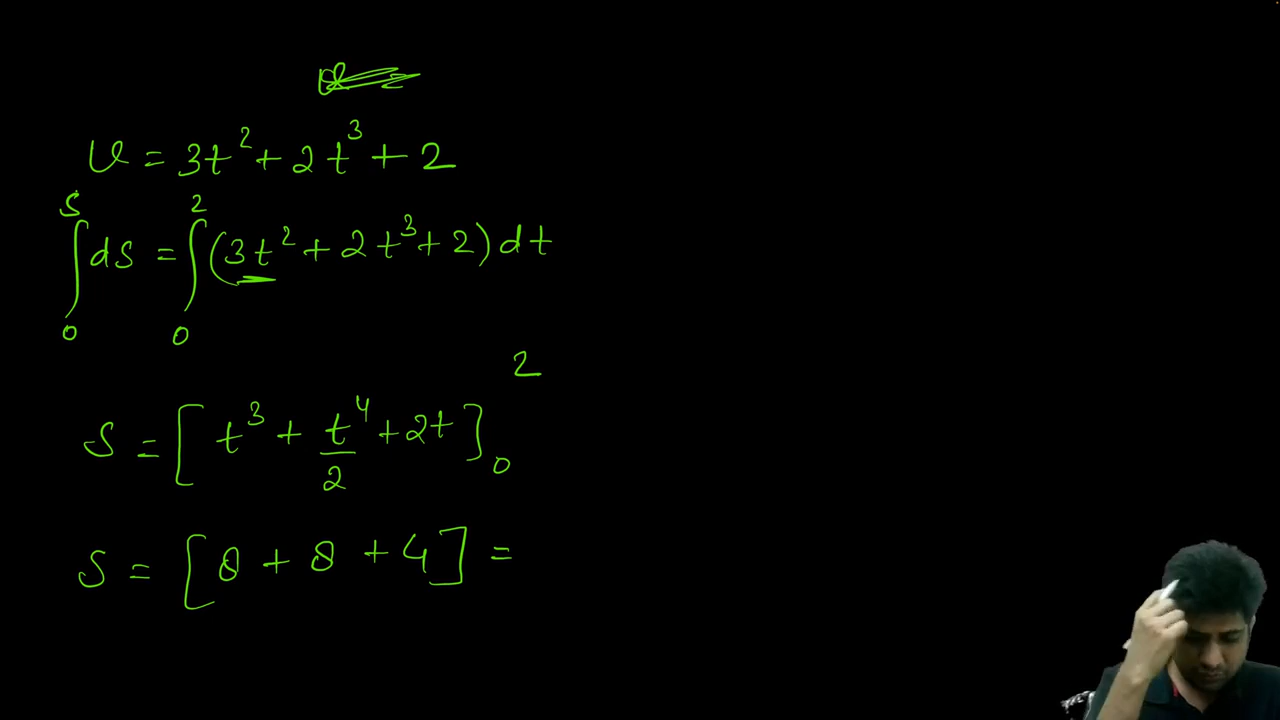 v = 3t² + 2t³ + 2
∫₀ˢ ds = ∫₀² (3t² + 2t³ + 2) dt
s = [t³ + t⁴/2 + 2t]₀²
s = [8 + 8 + 4] =